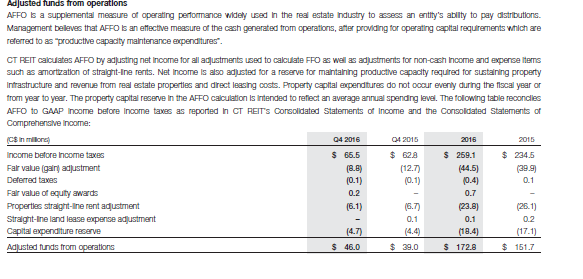 Adjusted funds from operations
AFFO is a supplemental measure of operating performance widely used in the real estate industry to assess an entity's ability to pay distributions.
Management believes that AFFO is an effective measure of the cash generated from operations, after providing for operating capital requirements which are
referred to as "productive capacity maintenance expenditures".
CT REIT calculates AFFO by adjusting net income for all adjustments used to calculate FFO as well as adjustments for non-cash income and expense items
such as amortization of straight-line rents. Net income is also adjusted for a reserve for maintaining productive capacity required for sustaining property
infrastructure and revenue from real estate properties and direct leasing costs. Property capital expenditures do not occur evenly during the fiscal year or
from year to year. The property capital reserve in the AFFO calculation is intended to reflect an average annual spending level. The following table reconciles
AFFO to GAAP income before income taxes as reported in CT REIT's Consolidated Statements of Income and the Consolidated Statements of
Comprehensive Income:
(C$ in millions) Q4 2016 Q4 2015 2016 2015
Income before income taxes $ 65.5 $ 62.8 $ 259.1 $ 234.5
Fair value (gain) adjustment (8.8) (12.7) (44.5) (39.9)
Deferred taxes (0.1) (0.1) (0.4) 0.1
Fair value of equity awards 0.2 – 0.7 –
Properties straight-line rent adjustment (6.1) (6.7) (23.8) (26.1)
Straight-line land lease expense adjustment – 0.1 0.1 0.2
Capital expenditure reserve (4.7) (4.4) (18.4) (17.1)
Adjusted funds from operations $ 46.0 $ 39.0 $ 172.8 $ 151.7